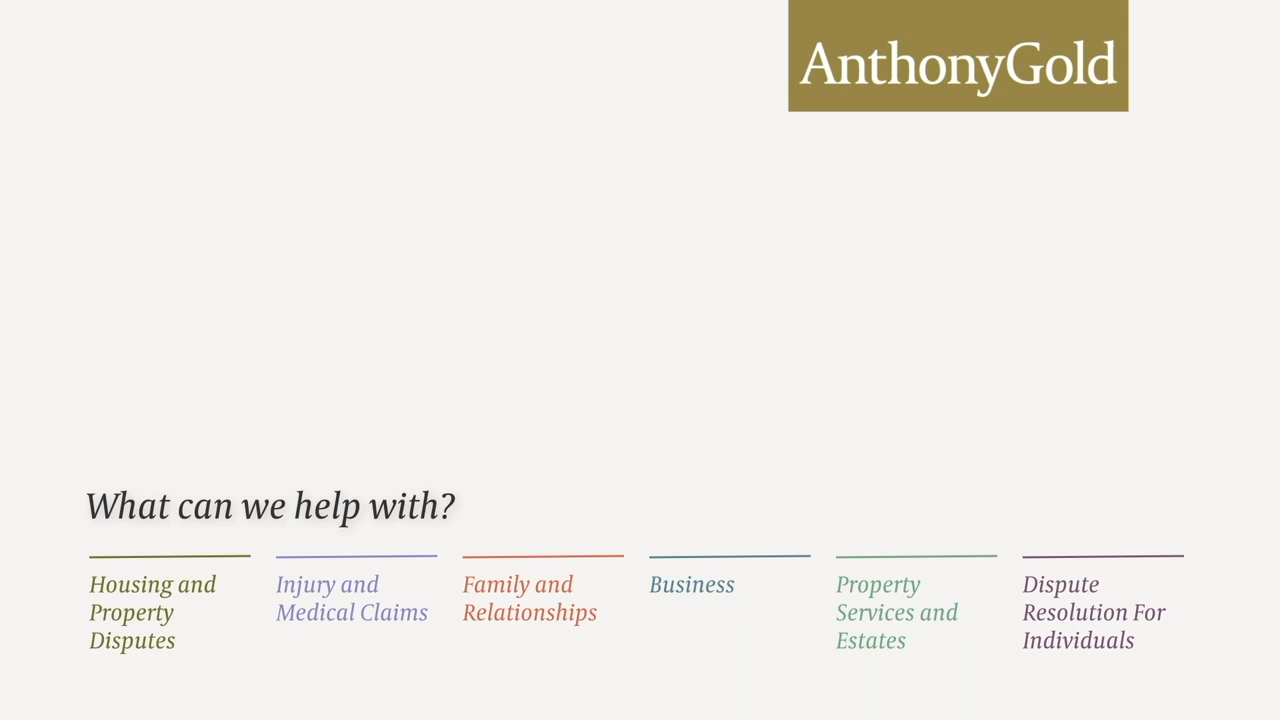 AnthonyGold
What can we help with?
Housing and
Property
Disputes
Injury and
Medical Claims
Family and
Relationships
Business
Property
Services and
Estates
Dispute
Resolution For
Individuals